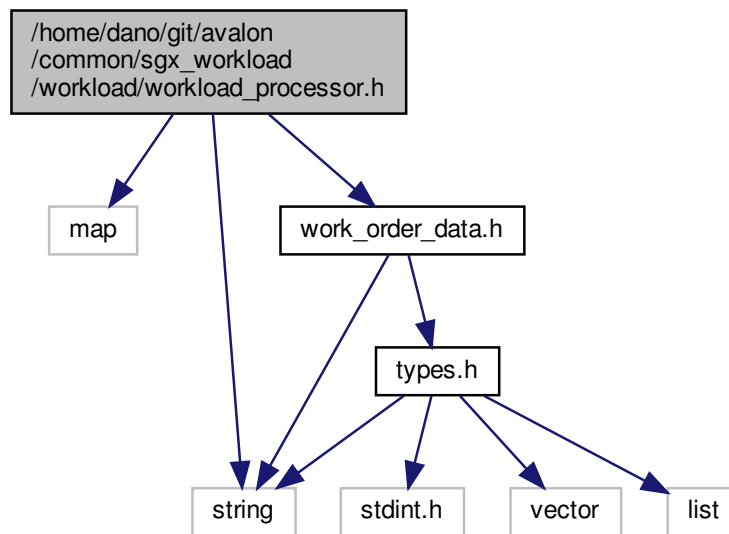 /home/dano/git/avalon
/common/sgx_workload
/workload/workload_processor.h
map
work_order_data.h
types.h
string
stdint.h
vector
list